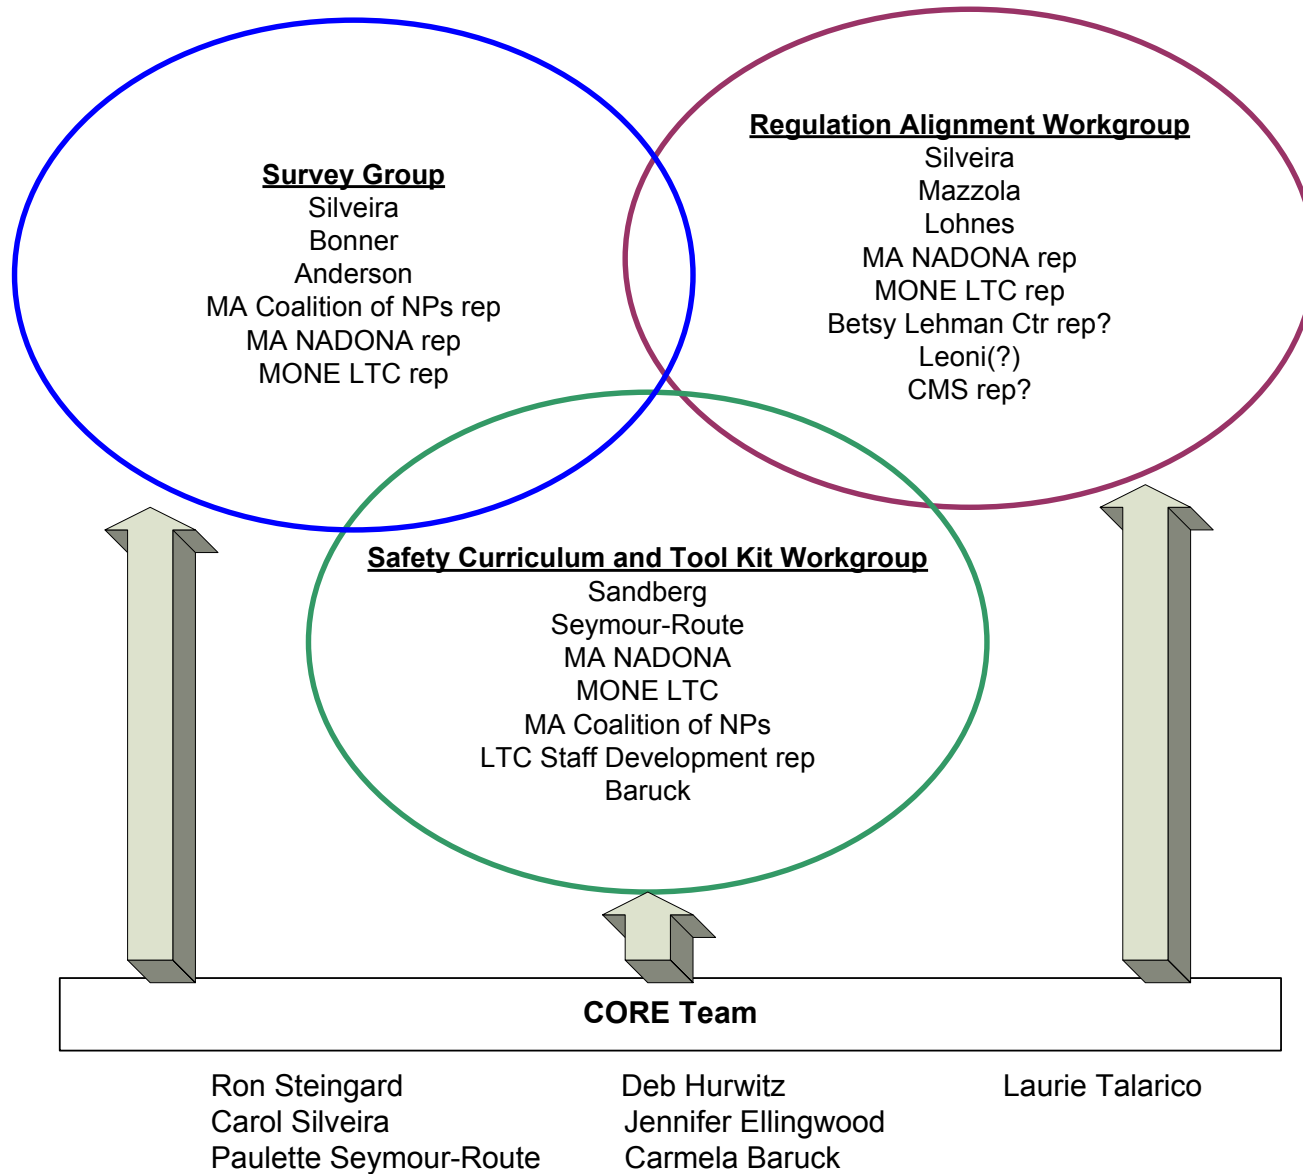 Survey Group
Silveira
Bonner
Anderson
MA Coalition of NPs rep
MA NADONA rep
MONE LTC rep
Regulation Alignment Workgroup
Silveira
Mazzola
Lohnes
MA NADONA rep
MONE LTC rep
Betsy Lehman Ctr rep?
Leoni(?)
CMS rep?
Safety Curriculum and Tool Kit Workgroup
Sandberg
Seymour-Route
MA NADONA
MONE LTC
MA Coalition of NPs
LTC Staff Development rep
Baruck
CORE Team
Ron Steingard
Carol Silveira
Paulette Seymour-Route
Deb Hurwitz
Jennifer Ellingwood
Carmela Baruck
Laurie Talarico